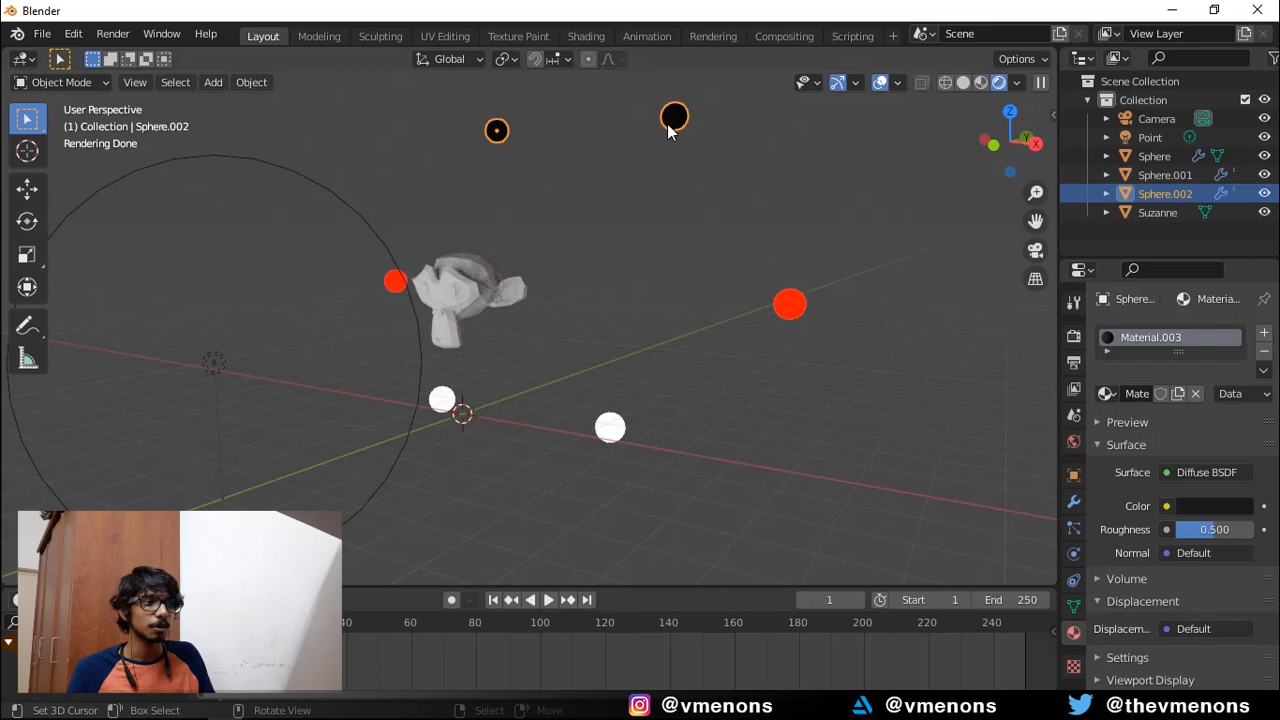 Blender
File Edit Render Window Help Layout Modeling Sculpting UV Editing Texture Paint Shading Animation Rendering Compositing Scripting + Scene View Layer
Global Options
Object Mode View Select Add Object
User Perspective
(1) Collection | Sphere.002
Rendering Done
Z
Y
X
Scene Collection
Collection
Camera
Point
Sphere
Sphere.001
Sphere.002
Suzanne
Sphere... Materia...
Material.003
Mate Data
Preview
Surface
Surface Diffuse BSDF
Color
Roughness 0.500
Normal Default
Volume
Displacement
Displacem... Default
Settings
Viewport Display
1 Start 1 End 250
40 60 80 100 120 140 160 180 200 220 240
Set 3D Cursor Box Select Rotate View Select Move
@vmenons @vmenons @thevmenons